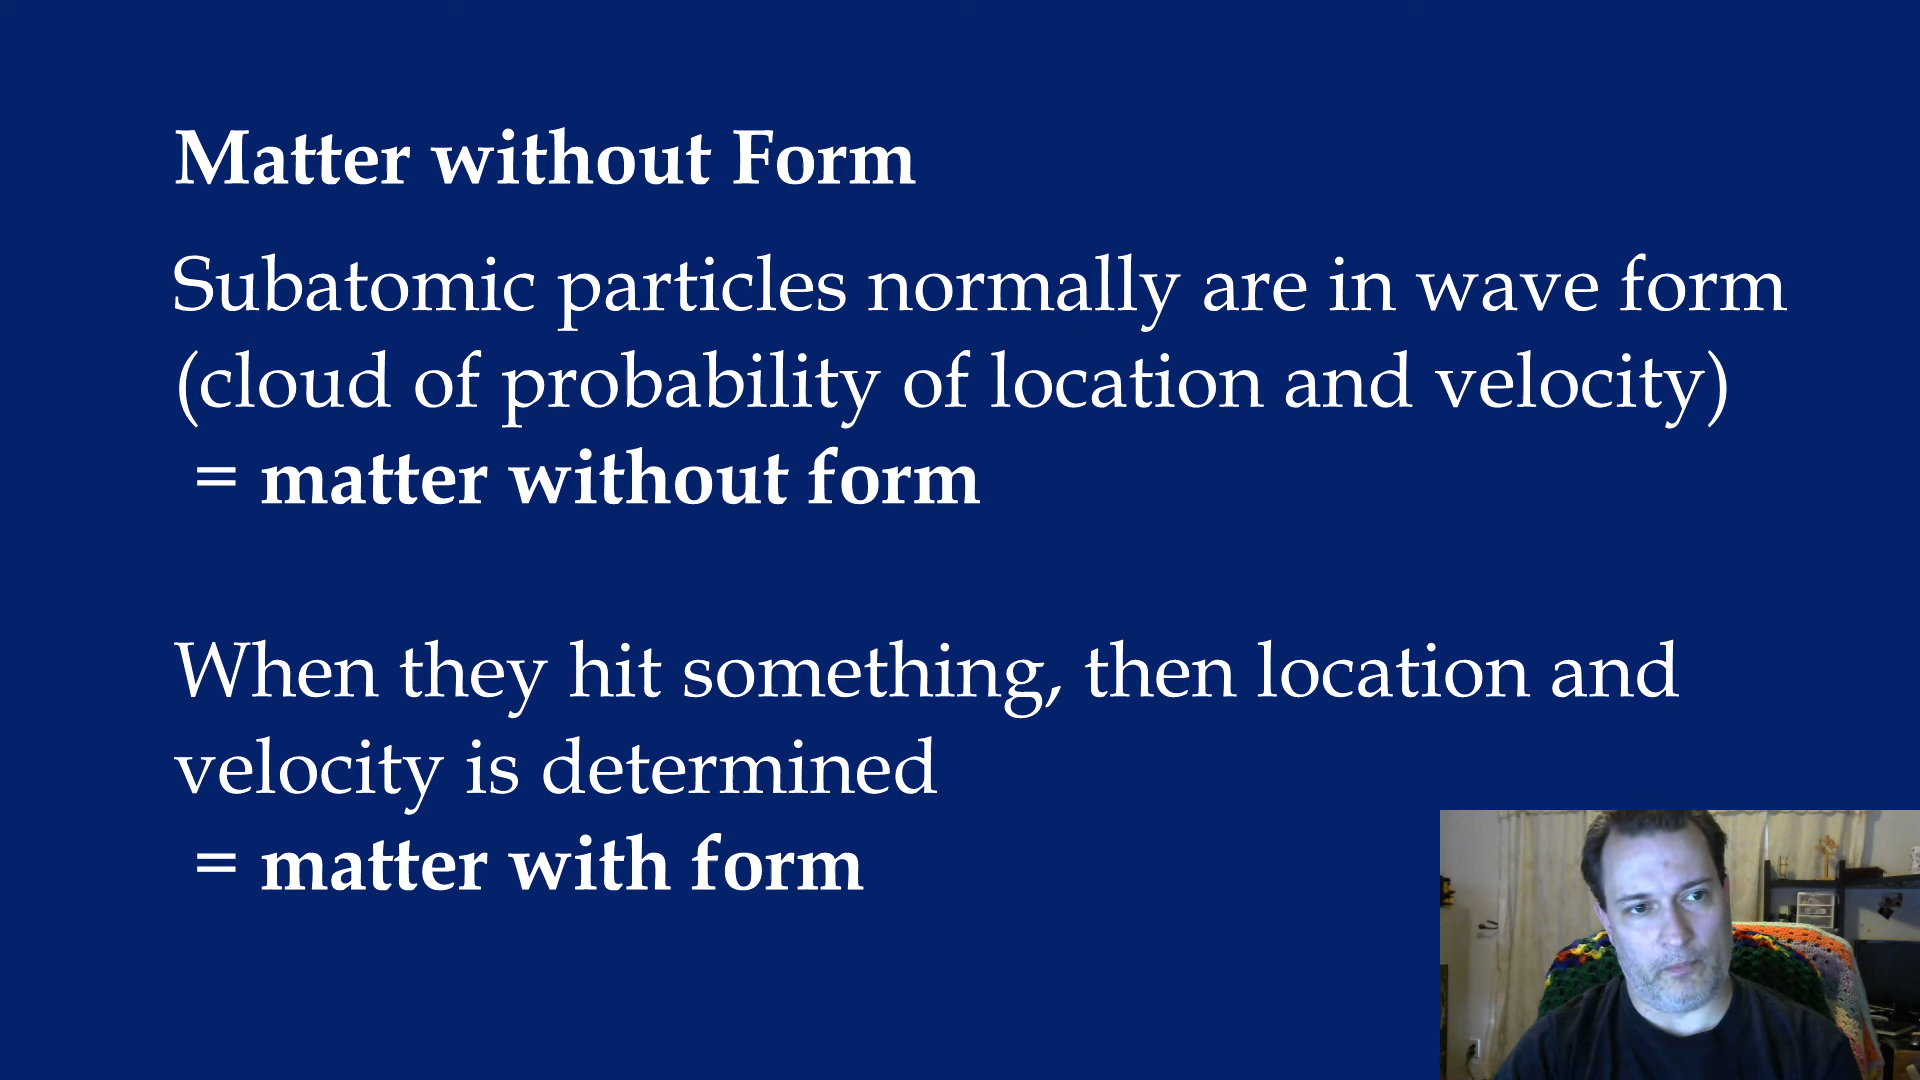 Matter without Form
Subatomic particles normally are in wave form
(cloud of probability of location and velocity)
= matter without form
When they hit something, then location and
velocity is determined
= matter with form